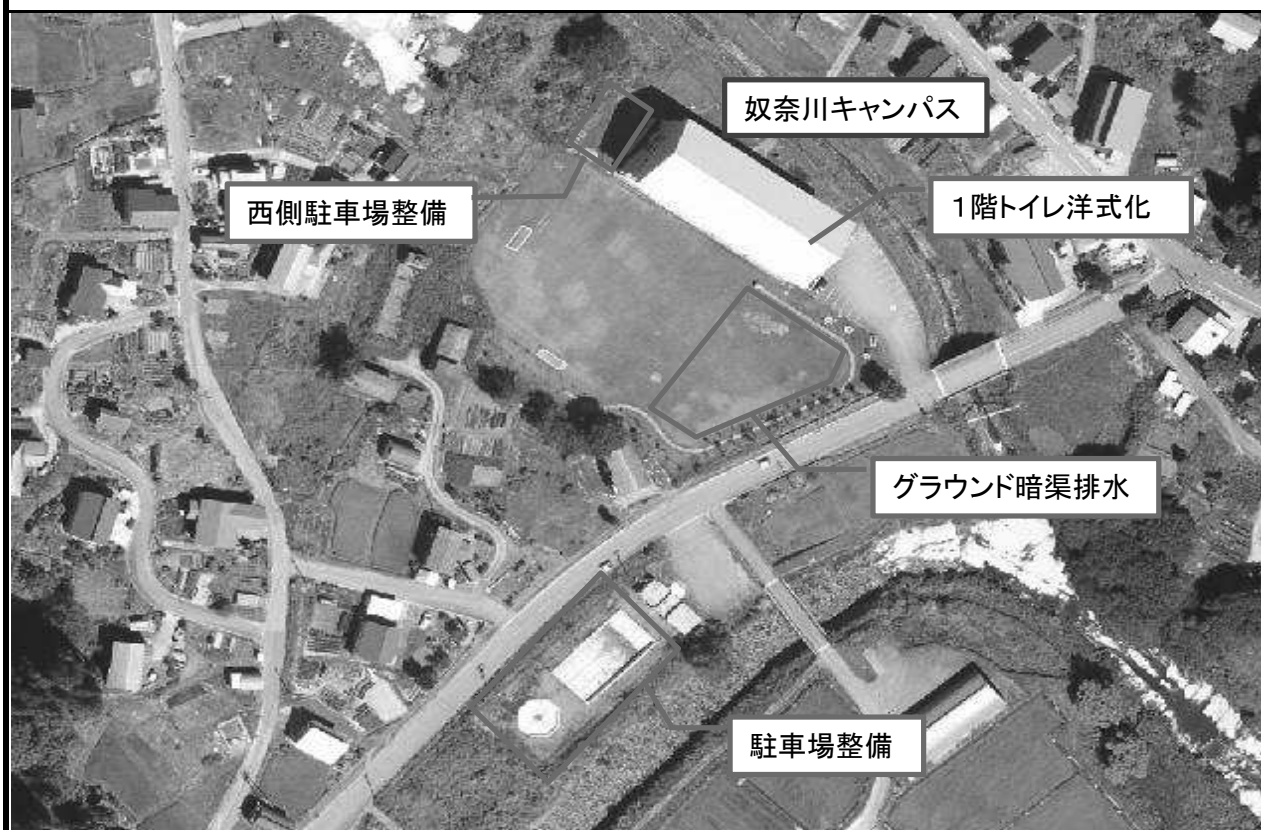 奴奈川キャンパス
西側駐車場整備
1階トイレ洋式化
グラウンド暗渠排水
駐車場整備